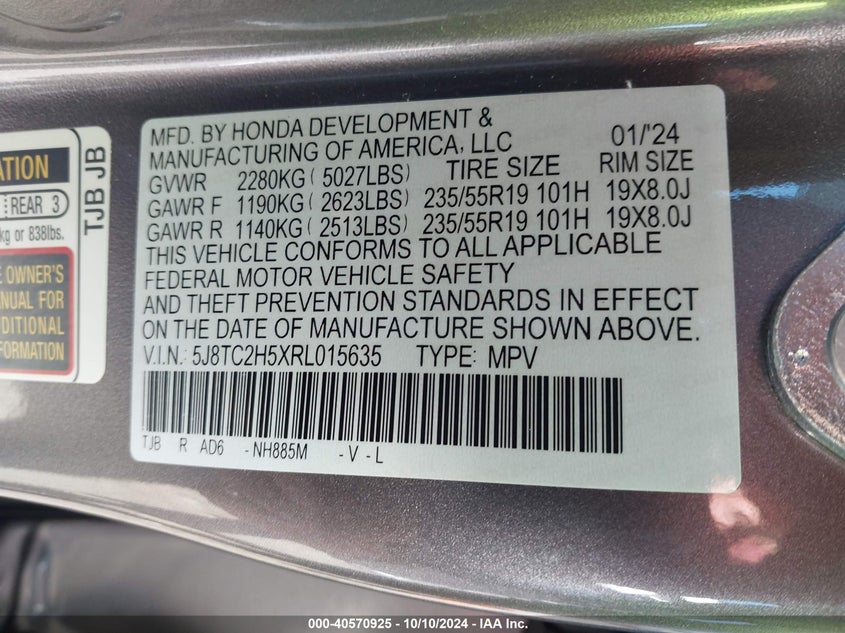 ATION
REAR 3
kg or 838lbs.
E OWNER'S
NUAL FOR
DITIONAL
FORMATION
TJB JB
MFD. BY HONDA DEVELOPMENT & 01/'24
MANUFACTURING OF AMERICA, LLC
GVWR 2280KG (5027LBS) TIRE SIZE RIM SIZE
GAWR F 1190KG (2623LBS) 235/55R19 101H 19X8.0J
GAWR R 1140KG (2513LBS) 235/55R19 101H 19X8.0J
THIS VEHICLE CONFORMS TO ALL APPLICABLE
FEDERAL MOTOR VEHICLE SAFETY
AND THEFT PREVENTION STANDARDS IN EFFECT
ON THE DATE OF MANUFACTURE SHOWN ABOVE.
V.I.N.: 5J8TC2H5XRL015635 TYPE: MPV
TJB R AD6 -NH885M -V -L
000-40570925 - 10/10/2024 - IAA Inc.